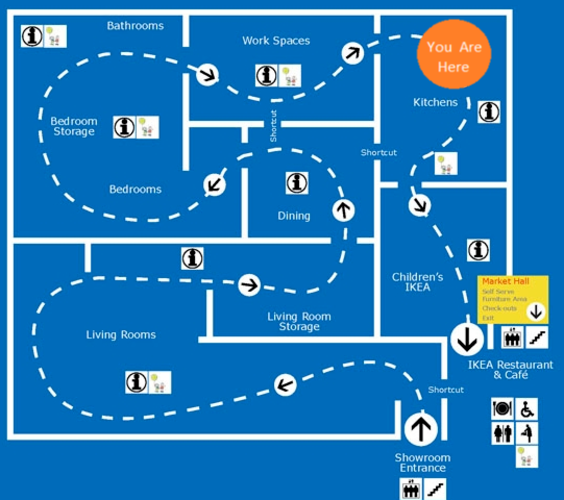 Bathrooms
Work Spaces
You Are
Here
Kitchens
Bedroom
Storage
Shortcut
Shortcut
Bedrooms
Dining
Children's
IKEA
Market Hall
Self Serve
Furniture Area
Check-outs
Exit
Living Room
Storage
Living Rooms
IKEA Restaurant
& Café
Shortcut
Showroom
Entrance